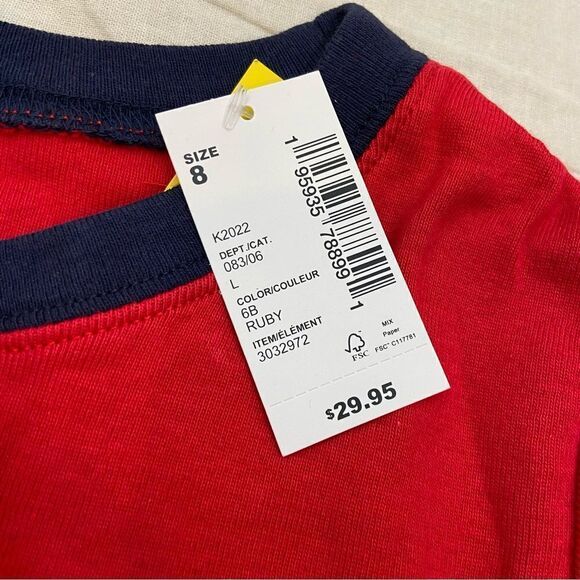 SIZE
8
K2022
DEPT./CAT.
083/06
L
COLOR/COULEUR
6B
RUBY
ITEM/ÉLÉMENT
3032972
1 95935 78899 1
FSC
MIX
Paper
FSC™ C117781
$29.95